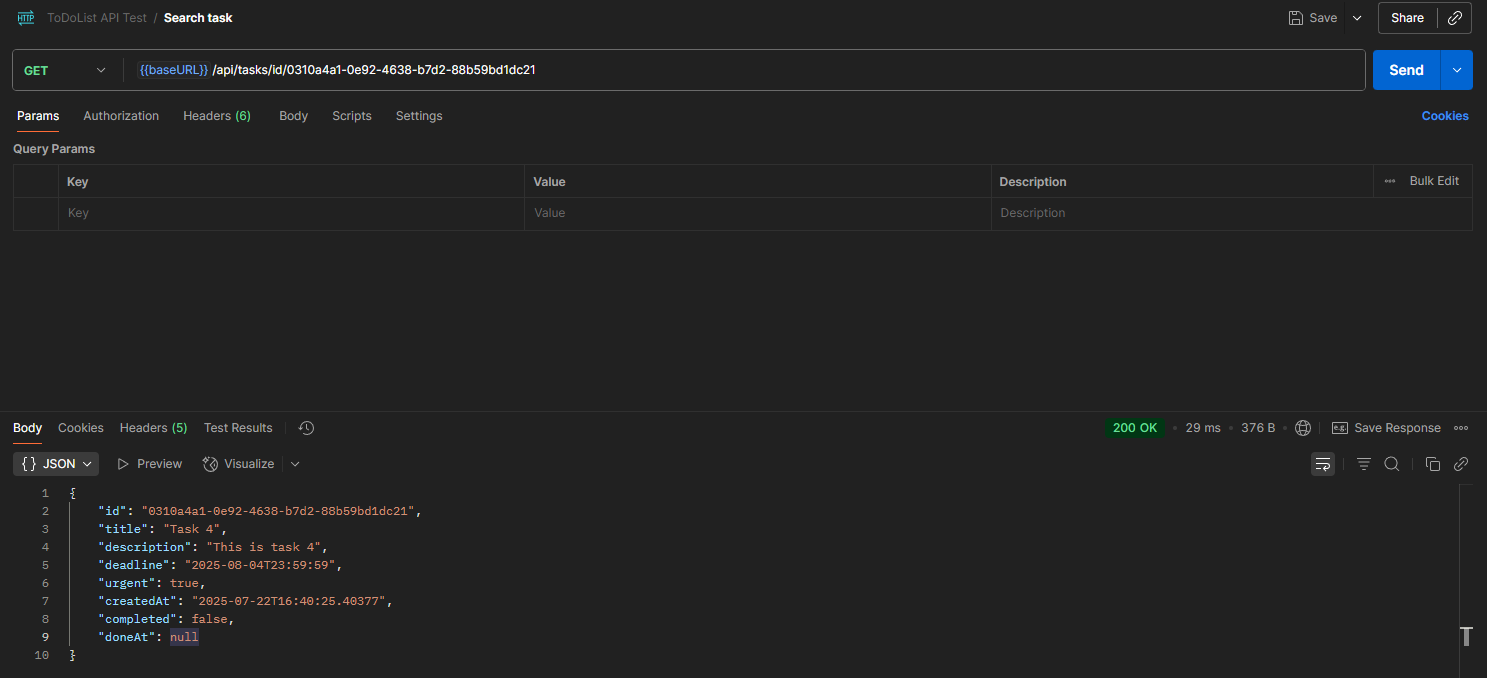 HTTP ToDoList API Test / Search task Save Share
GET {{baseURL}} /api/tasks/id/0310a4a1-0e92-4638-b7d2-88b59bd1dc21 Send
Params Authorization Headers (6) Body Scripts Settings Cookies
Query Params
Key Value Description Bulk Edit
Key Value Description
Body Cookies Headers (5) Test Results 200 OK 29 ms 376 B e.g. Save Response
{} JSON Preview Visualize
1 {
2 "id": "0310a4a1-0e92-4638-b7d2-88b59bd1dc21",
3 "title": "Task 4",
4 "description": "This is task 4",
5 "deadline": "2025-08-04T23:59:59",
6 "urgent": true,
7 "createdAt": "2025-07-22T16:40:25.40377",
8 "completed": false,
9 "doneAt": null
10 }